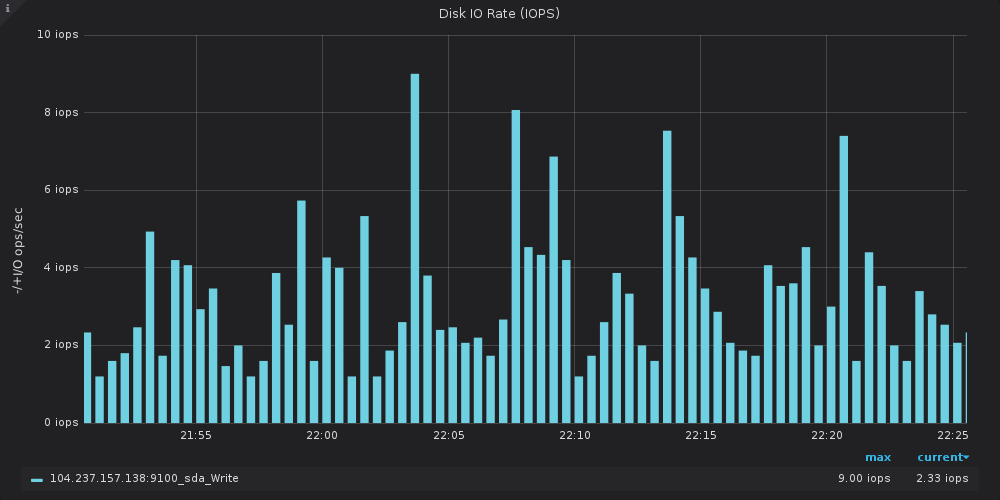 i
Disk IO Rate (IOPS)
10 iops
8 iops
6 iops
4 iops
2 iops
0 iops
-/+I/O ops/sec
21:55 22:00 22:05 22:10 22:15 22:20 22:25
max current
104.237.157.138:9100_sda_Write 9.00 iops 2.33 iops